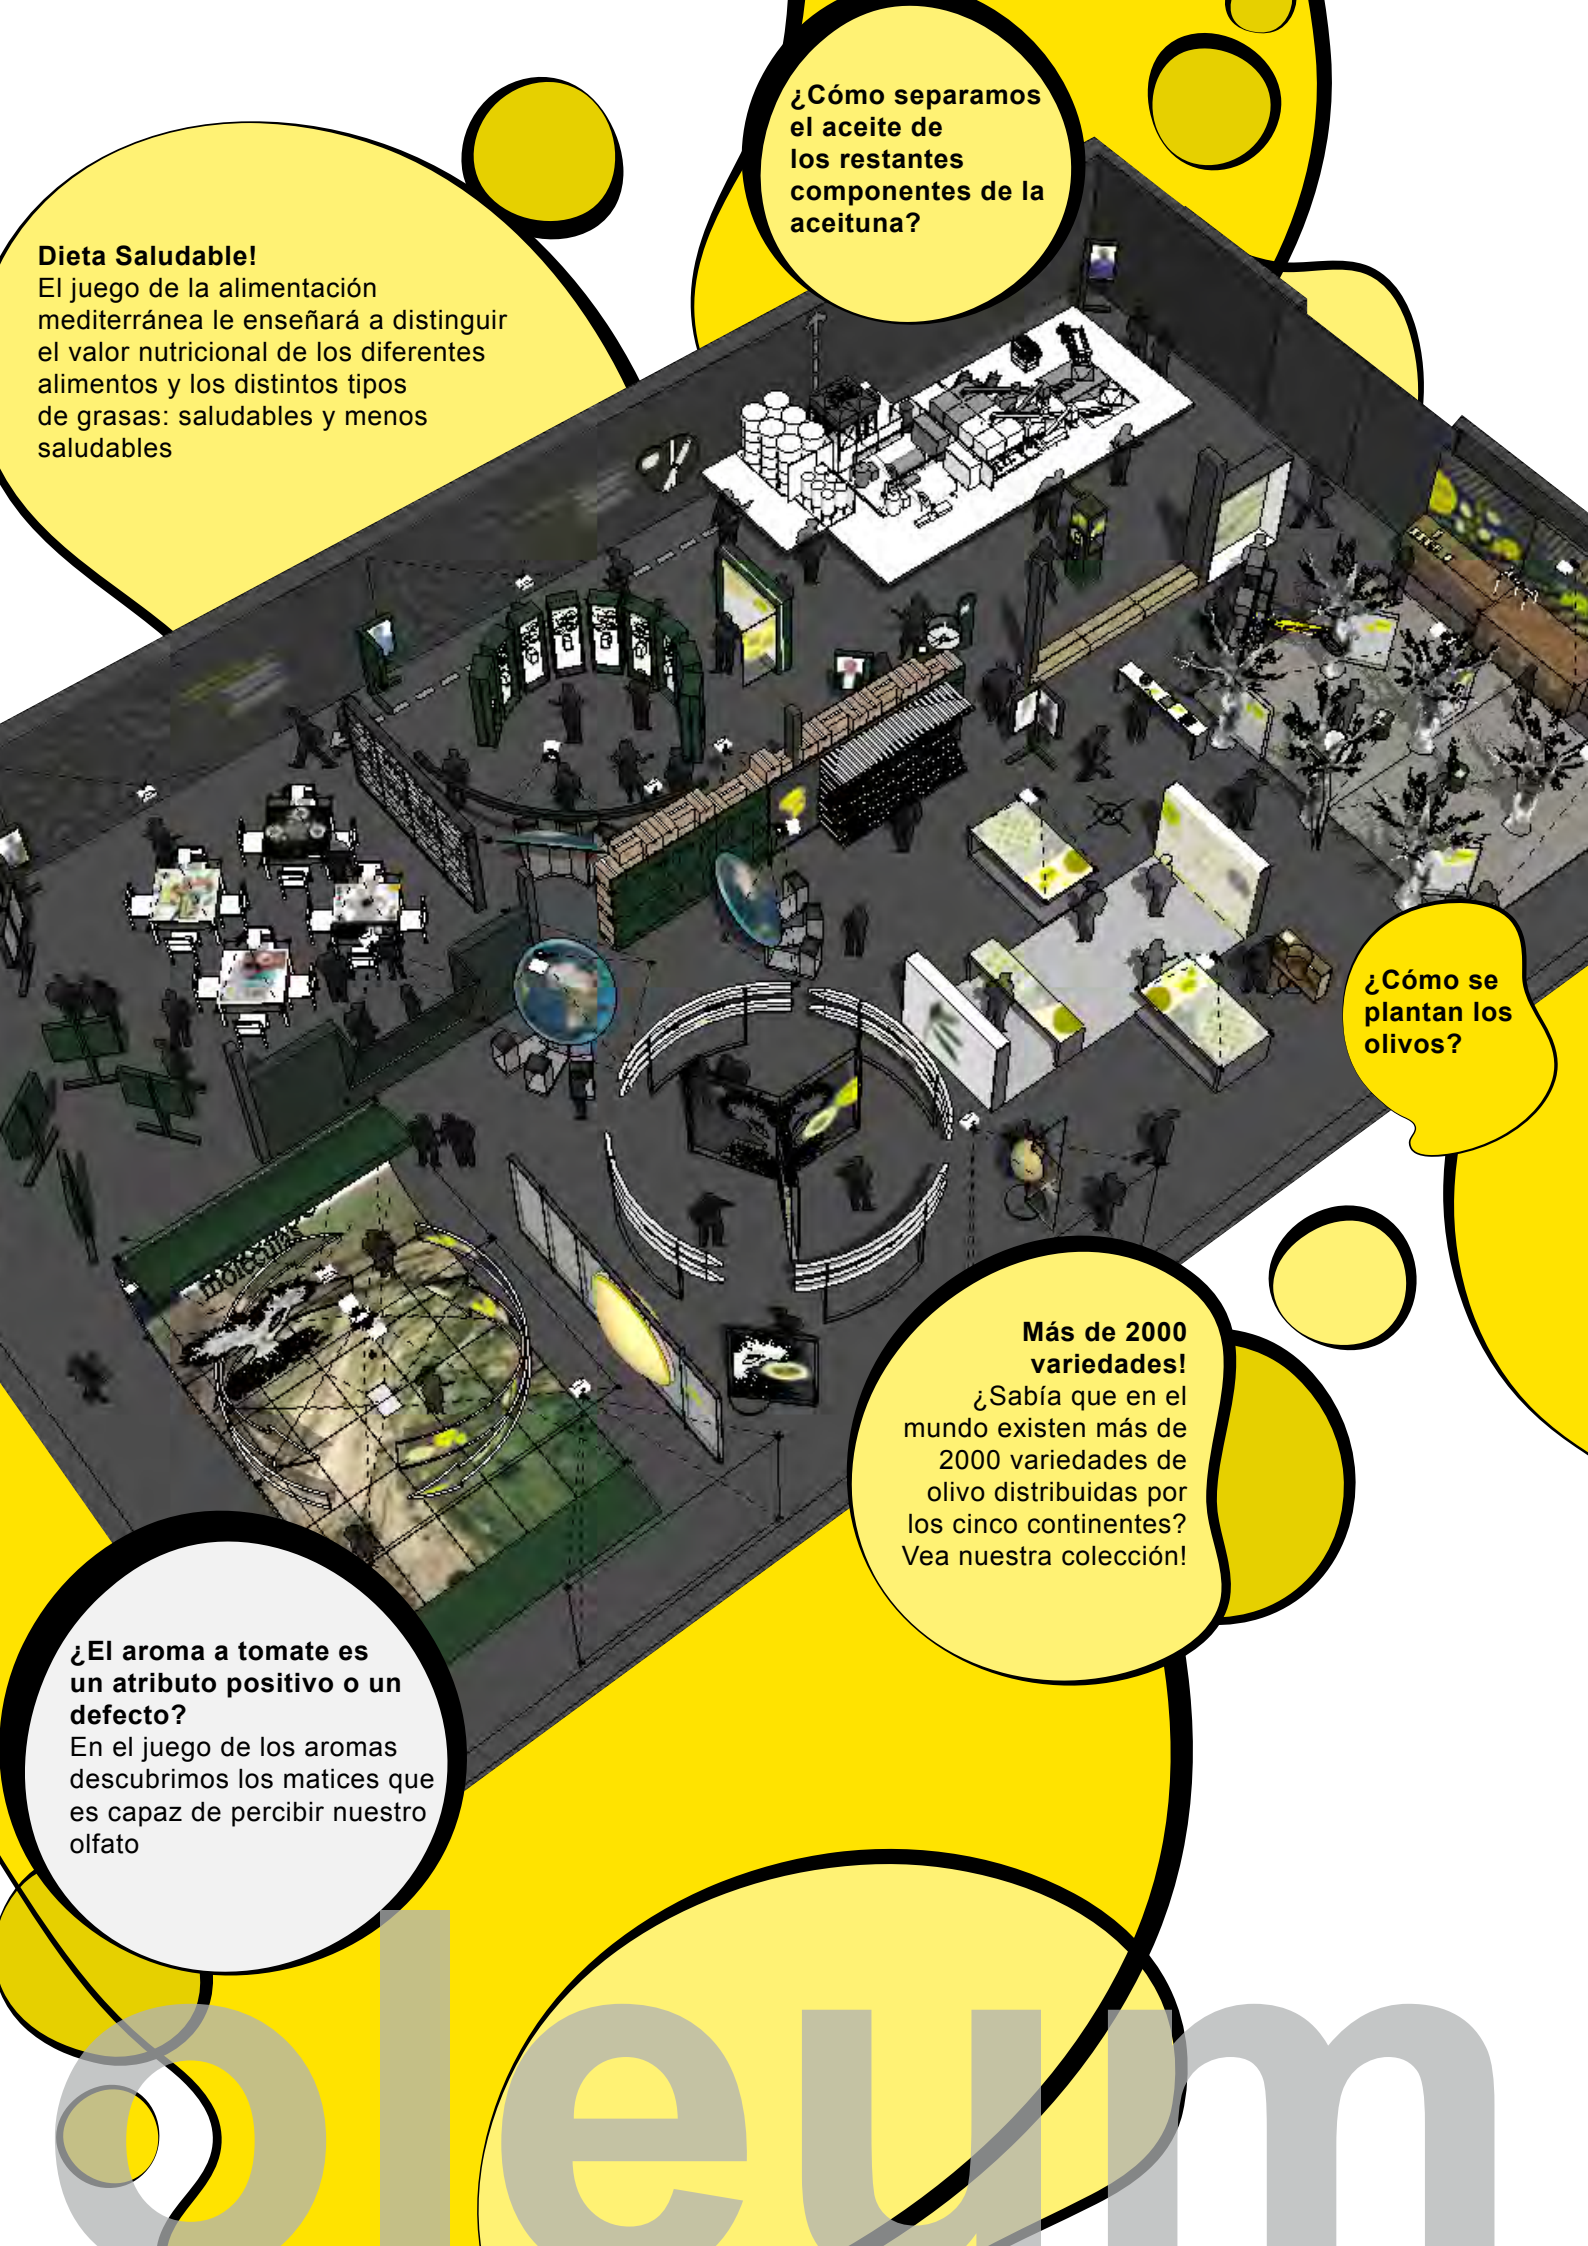 ¿Cómo separamos
el aceite de
los restantes
componentes de la
aceituna?
Dieta Saludable!
El juego de la alimentación
mediterránea le enseñará a distinguir
el valor nutricional de los diferentes
alimentos y los distintos tipos
de grasas: saludables y menos
saludables
¿Cómo se
plantan los
olivos?
moléculas
Más de 2000
variedades!
¿Sabía que en el
mundo existen más de
2000 variedades de
olivo distribuidas por
los cinco continentes?
Vea nuestra colección!
¿El aroma a tomate es
un atributo positivo o un
defecto?
En el juego de los aromas
descubrimos los matices que
es capaz de percibir nuestro
olfato
oleum